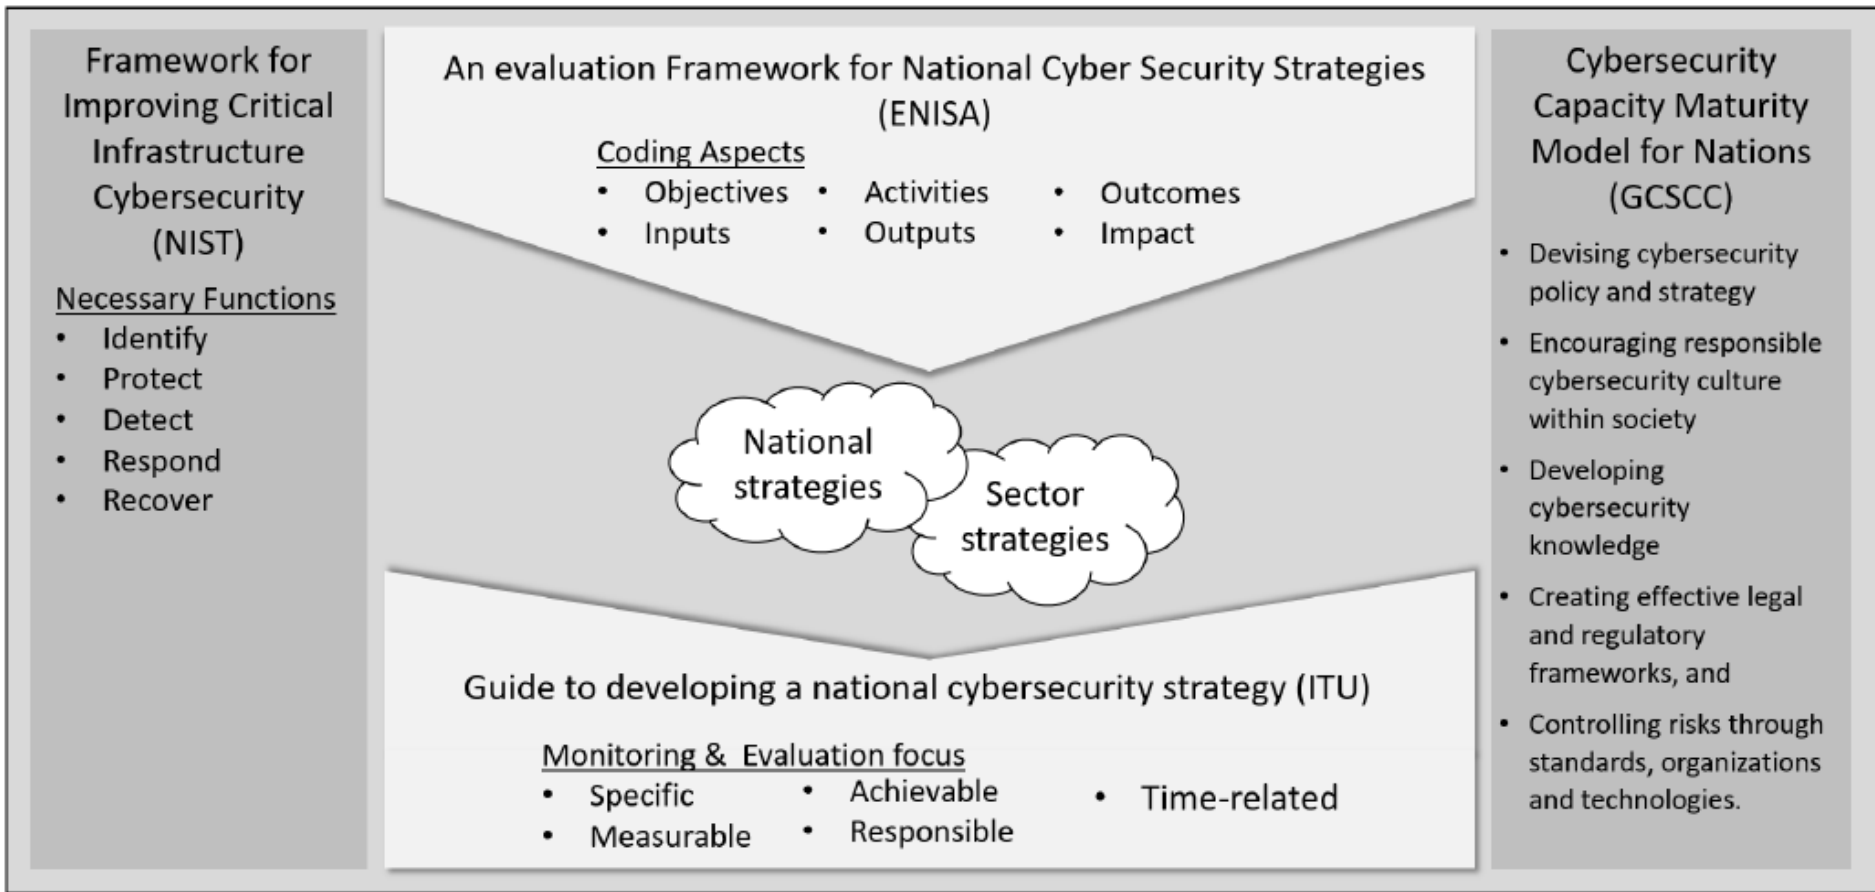 Framework for
Improving Critical
Infrastructure
Cybersecurity
(NIST)
Necessary Functions
• Identify
• Protect
• Detect
• Respond
• Recover
An evaluation Framework for National Cyber Security Strategies
(ENISA)
Coding Aspects
• Objectives • Activities • Outcomes
• Inputs • Outputs • Impact
National
strategies
Sector
strategies
Guide to developing a national cybersecurity strategy (ITU)
Monitoring & Evaluation focus
• Specific • Achievable • Time-related
• Measurable • Responsible
Cybersecurity
Capacity Maturity
Model for Nations
(GCSCC)
• Devising cybersecurity
policy and strategy
• Encouraging responsible
cybersecurity culture
within society
• Developing
cybersecurity
knowledge
• Creating effective legal
and regulatory
frameworks, and
• Controlling risks through
standards, organizations
and technologies.